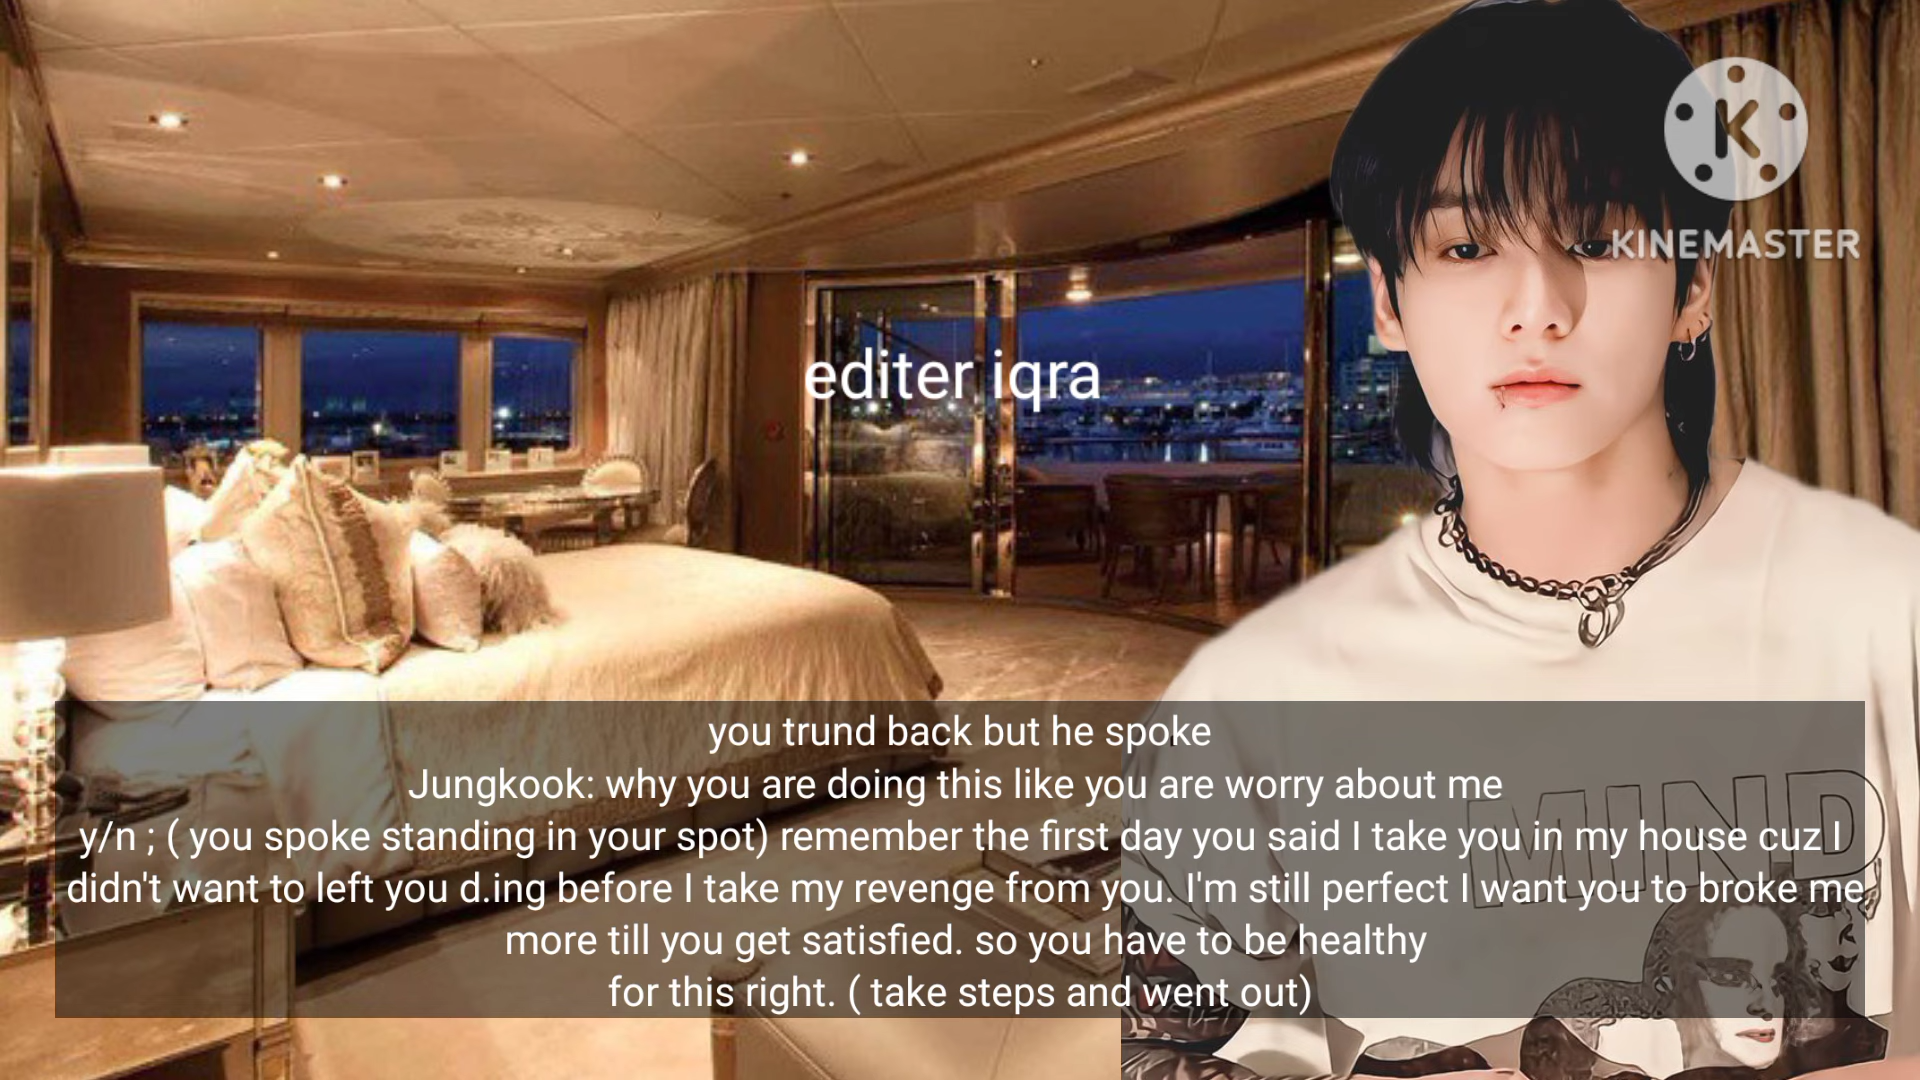 KINEMASTER
editer iqra
you trund back but he spoke
Jungkook: why you are doing this like you are worry about me
y/n ; ( you spoke standing in your spot) remember the first day you said I take you in my house cuz I
didn't want to left you d.ing before I take my revenge from you. I'm still perfect I want you to broke me
more till you get satisfied. so you have to be healthy
for this right. ( take steps and went out)
MIND